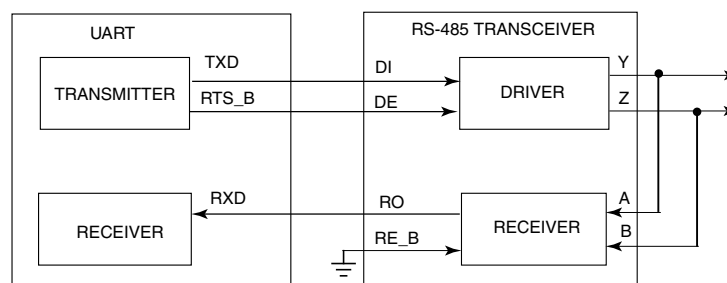 UART
RS-485 TRANSCEIVER
TXD
DI
Y
TRANSMITTER
DRIVER
RTS_B
DE
Z
RXD
RO
A
RECEIVER
RECEIVER
RE_B
B